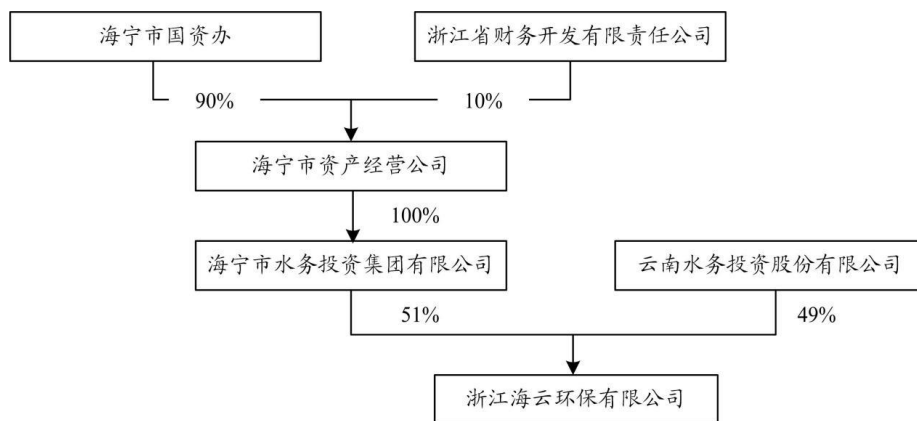 海宁市国资办
浙江省财务开发有限责任公司
90%
10%
海宁市资产经营公司
100%
海宁市水务投资集团有限公司
云南水务投资股份有限公司
51%
49%
浙江海云环保有限公司